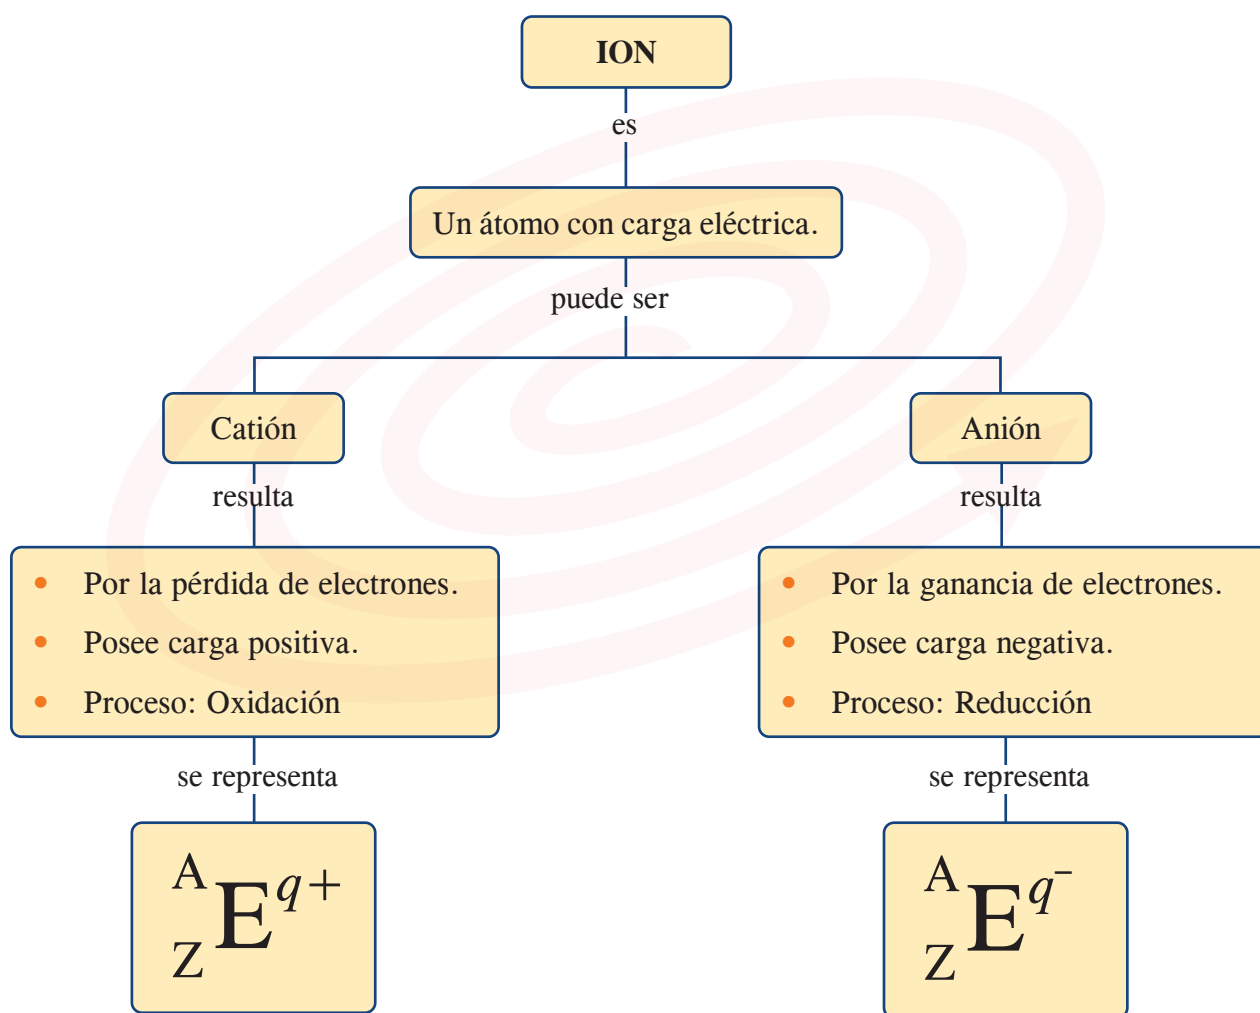 ION
es
Un átomo con carga eléctrica.
puede ser
Catión
Anión
resulta
resulta
• Por la pérdida de electrones.
• Posee carga positiva.
• Proceso: Oxidación
• Por la ganancia de electrones.
• Posee carga negativa.
• Proceso: Reducción
se representa
se representa
A
Z
E q+
A
Z
E q-